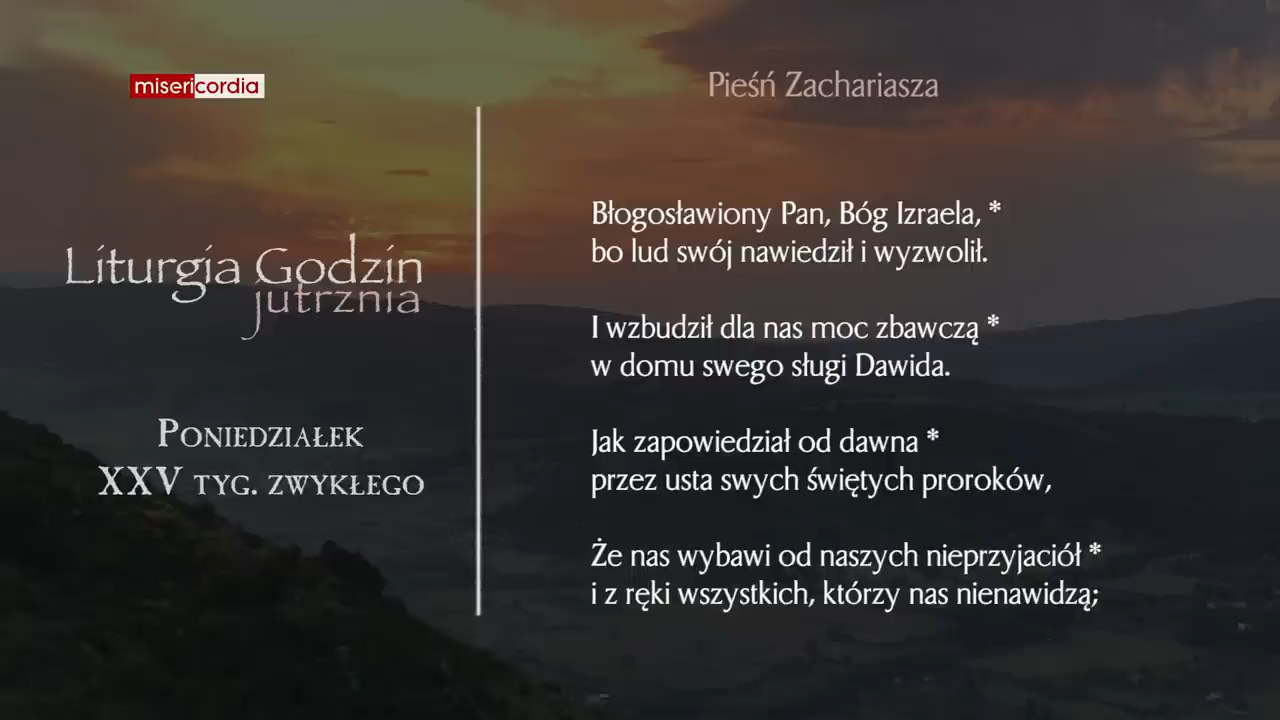 misericordia
Liturgia Godzin
jutrznia
Poniedziałek
XXV tyg. zwykłego
Pieśń Zachariasza
Błogosławiony Pan, Bóg Izraela, *
bo lud swój nawiedził i wyzwolił.
I wzbudził dla nas moc zbawczą *
w domu swego sługi Dawida.
Jak zapowiedział od dawna *
przez usta swych świętych proroków,
Że nas wybawi od naszych nieprzyjaciół *
i z ręki wszystkich, którzy nas nienawidzą;